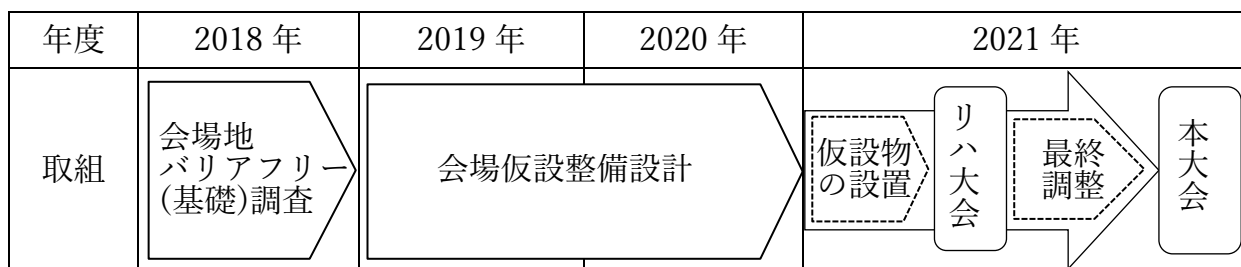 年度
2018 年
2019 年
2020 年
2021 年
取組
会場地
バリアフリー
(基礎)調査
会場仮設整備設計
仮設物
の設置
リハ大会
最終
調整
本大会